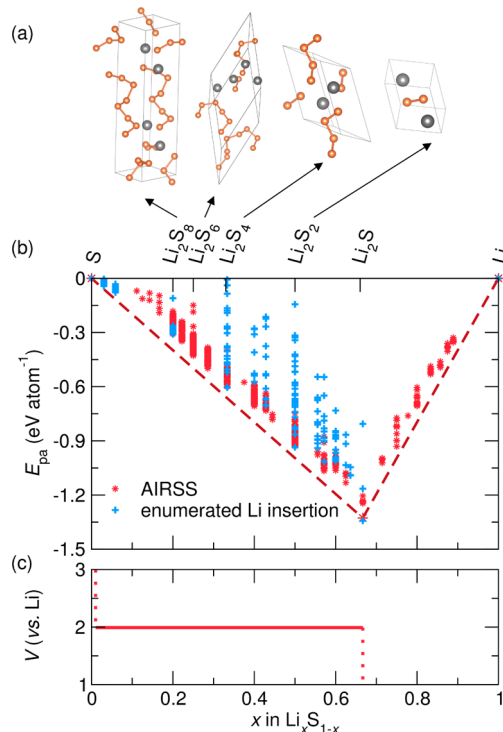 (a)
S
Li₂S₈
Li₂S₆
Li₂S₄
Li₂S₂
Li₂S
Li
(b)
0
-0.3
-0.6
-0.9
-1.2
-1.5
E_pa (eV atom⁻¹)
AIRSS
enumerated Li insertion
(c)
3
2
1
V (vs. Li)
0 0.2 0.4 0.6 0.8 1
x in LiₓS₁₋ₓ